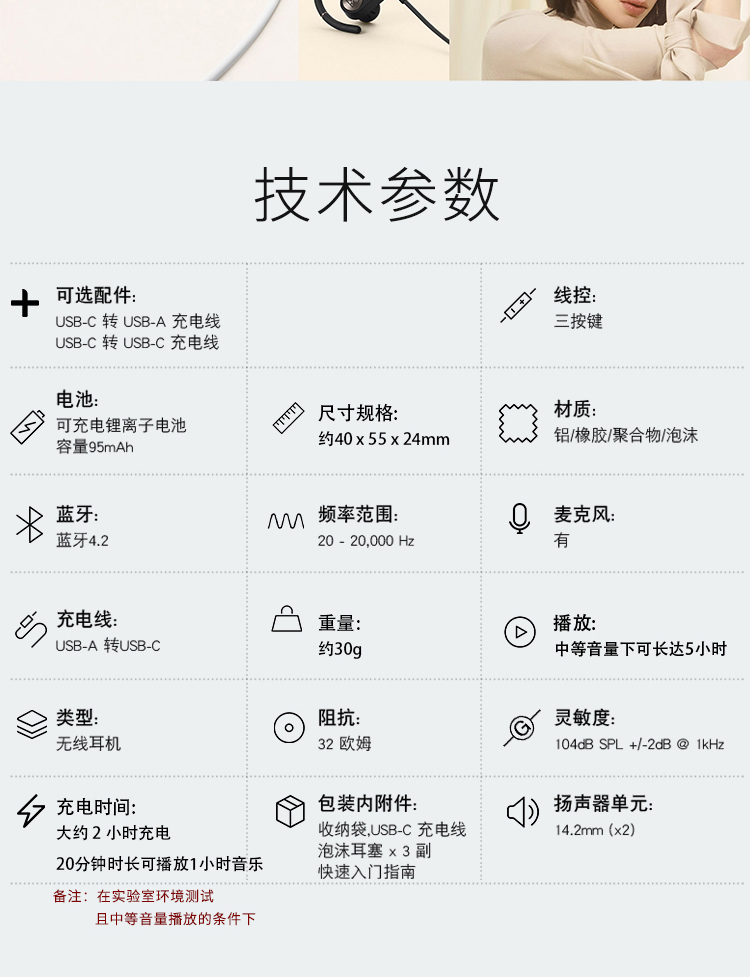 技术参数
可选配件:
USB-C 转 USB-A 充电线
USB-C 转 USB-C 充电线
线控:
三按键
电池:
可充电锂离子电池
容量95mAh
尺寸规格:
约40 x 55 x 24mm
材质:
铝/橡胶/聚合物/泡沫
蓝牙:
蓝牙4.2
频率范围:
20 - 20,000 Hz
麦克风:
有
充电线:
USB-A 转USB-C
重量:
约30g
播放:
中等音量下可长达5小时
类型:
无线耳机
阻抗:
32 欧姆
灵敏度:
104dB SPL +/-2dB @ 1kHz
充电时间:
大约 2 小时充电
20分钟时长可播放1小时音乐
包装内附件:
收纳袋,USB-C 充电线
泡沫耳塞 x 3 副
快速入门指南
扬声器单元:
14.2mm (x2)
备注：在实验室环境测试
且中等音量播放的条件下